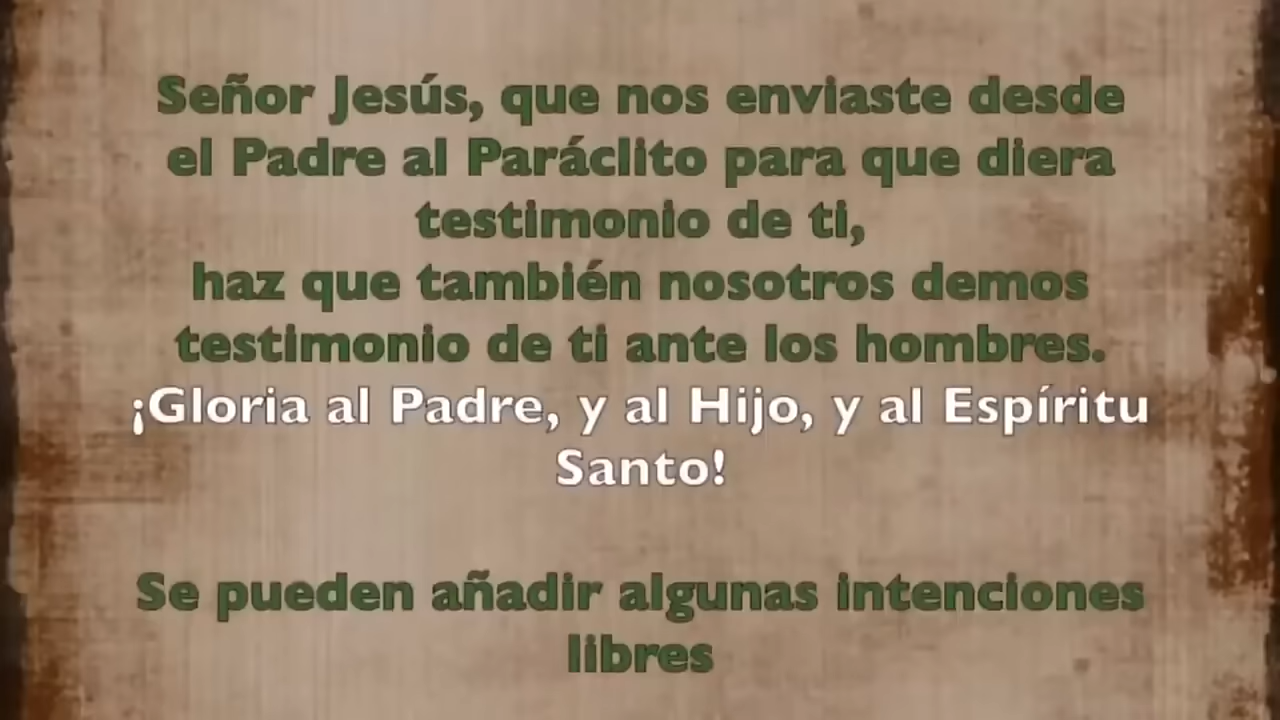 Señor Jesús, que nos enviaste desde
el Padre al Paráclito para que diera
testimonio de ti,
haz que también nosotros demos
testimonio de ti ante los hombres.
¡Gloria al Padre, y al Hijo, y al Espíritu
Santo!
Se pueden añadir algunas intenciones
libres